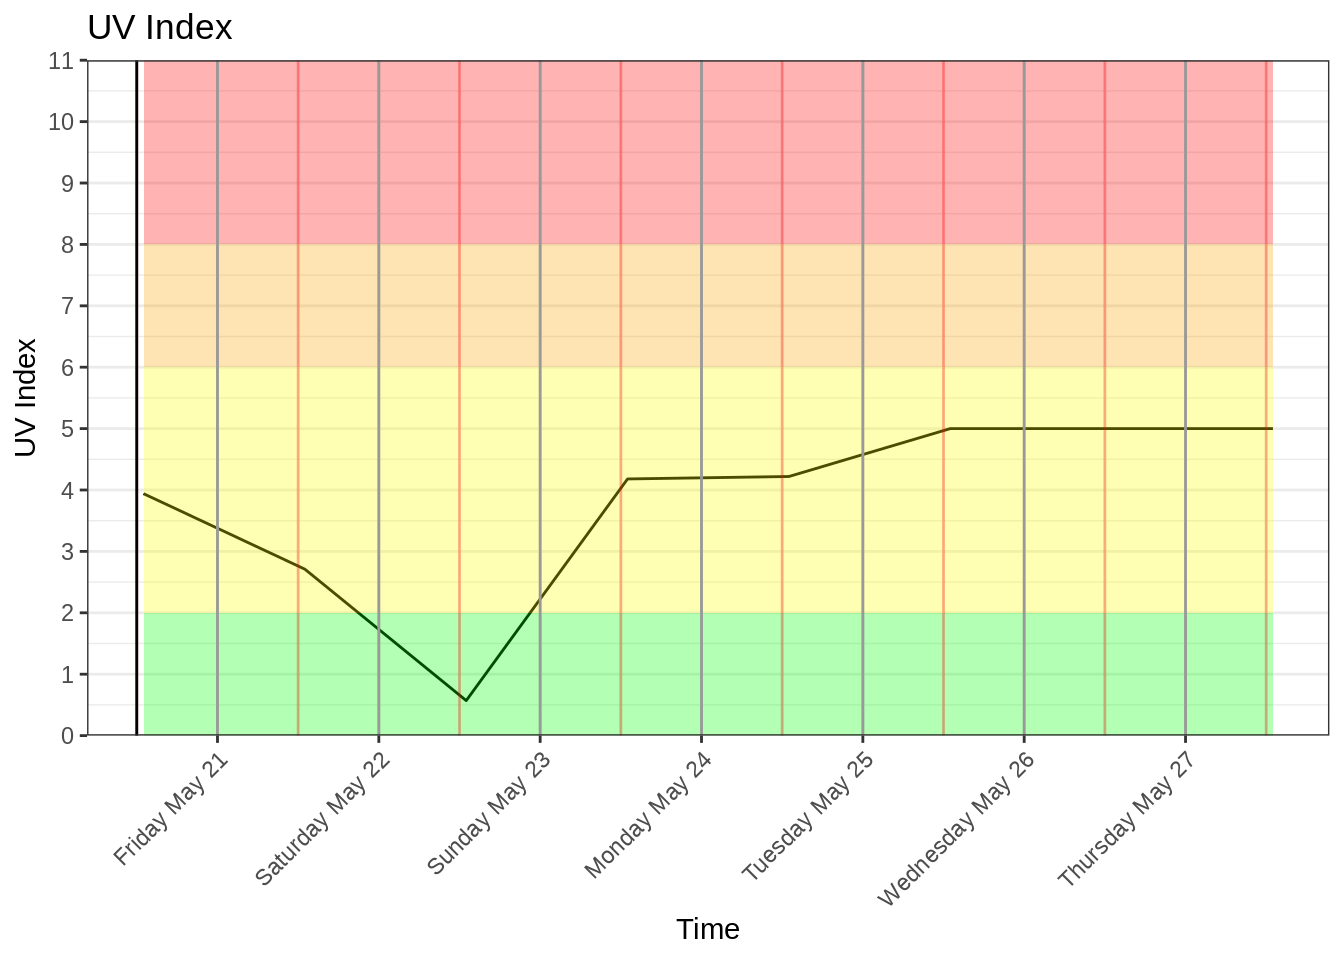 UV Index
11
10
9
8
7
6
5
4
3
2
1
0
UV Index
Friday May 21
Saturday May 22
Sunday May 23
Monday May 24
Tuesday May 25
Wednesday May 26
Thursday May 27
Time